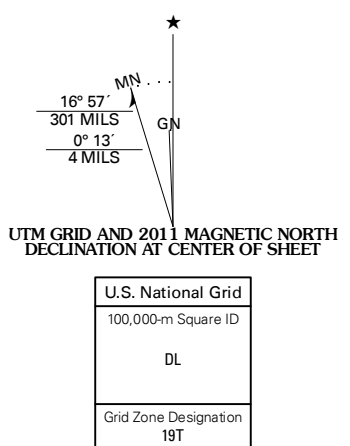 ★
MN
16° 57´
301 MILS
GN
0° 13´
4 MILS
UTM GRID AND 2011 MAGNETIC NORTH
DECLINATION AT CENTER OF SHEET
U.S. National Grid
100,000-m Square ID
DL
Grid Zone Designation
19T